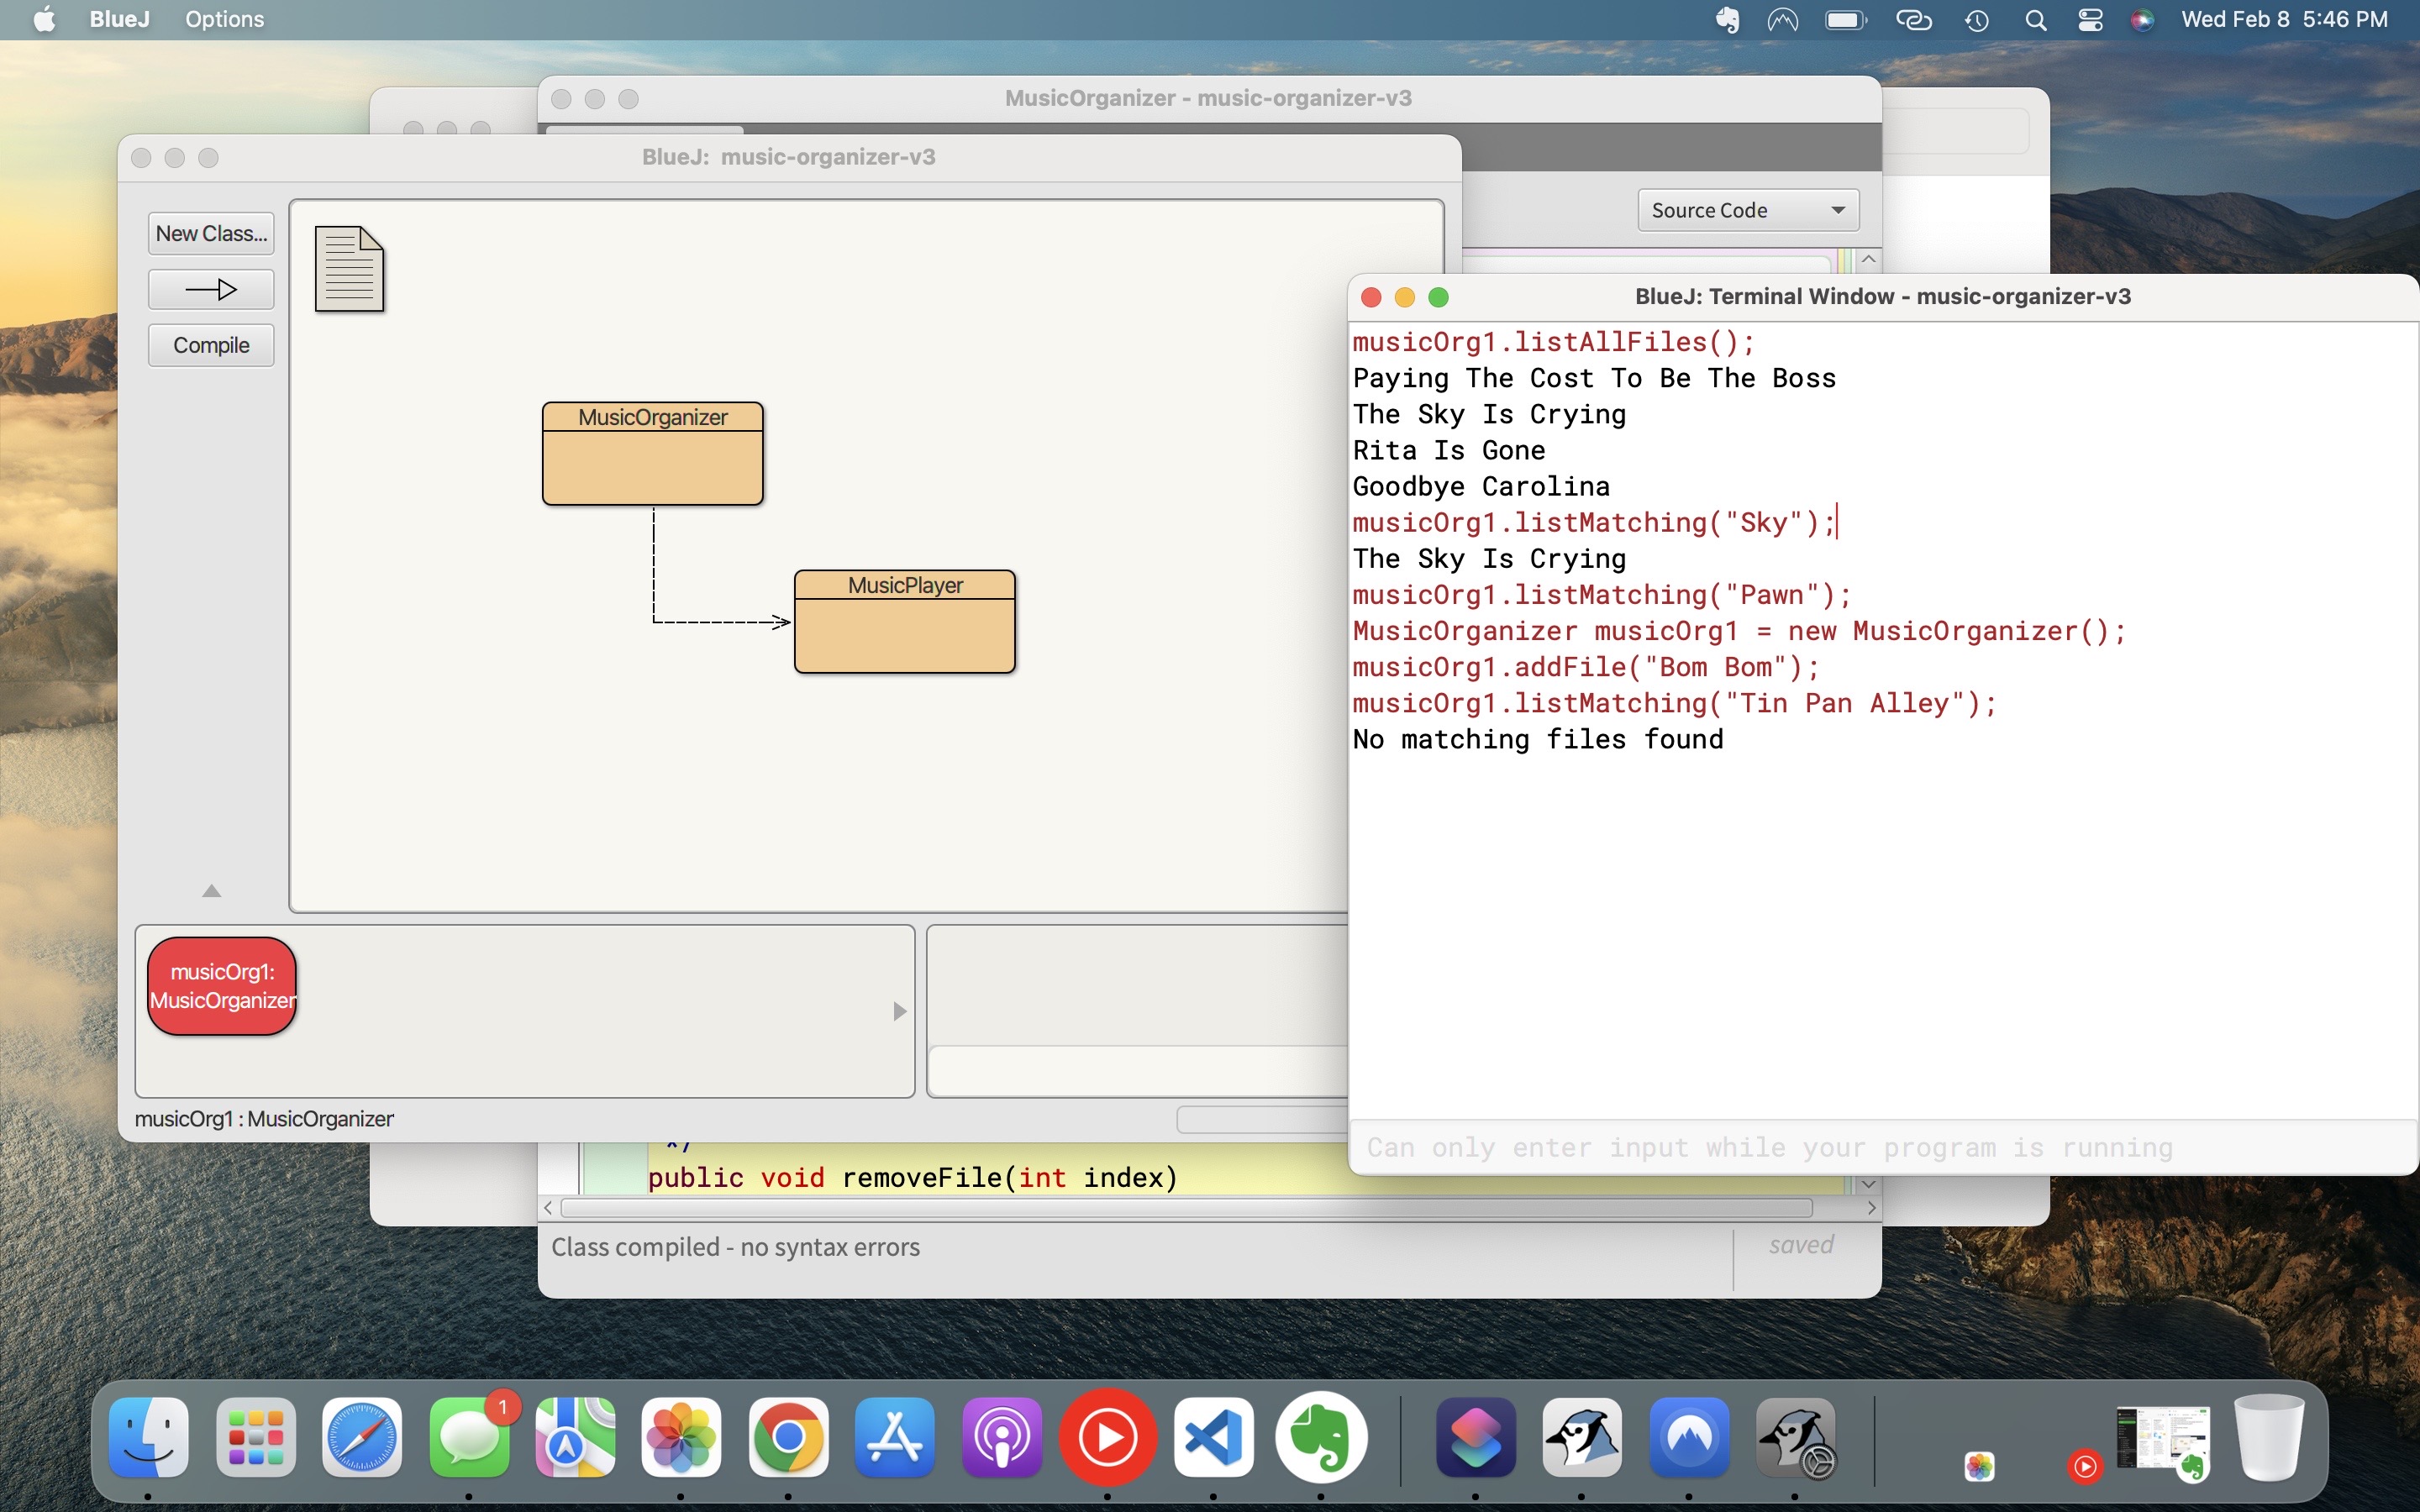 BlueJ Options Wed Feb 8 5:46 PM
MusicOrganizer - music-organizer-v3
BlueJ: music-organizer-v3
New Class...
Compile
MusicOrganizer
MusicPlayer
musicOrg1:
MusicOrganizer
musicOrg1 : MusicOrganizer
Source Code
BlueJ: Terminal Window - music-organizer-v3
musicOrg1.listAllFiles();
Paying The Cost To Be The Boss
The Sky Is Crying
Rita Is Gone
Goodbye Carolina
musicOrg1.listMatching("Sky");
The Sky Is Crying
musicOrg1.listMatching("Pawn");
MusicOrganizer musicOrg1 = new MusicOrganizer();
musicOrg1.addFile("Bom Bom");
musicOrg1.listMatching("Tin Pan Alley");
No matching files found
Can only enter input while your program is running
*/
public void removeFile(int index)
Class compiled - no syntax errors
saved
1